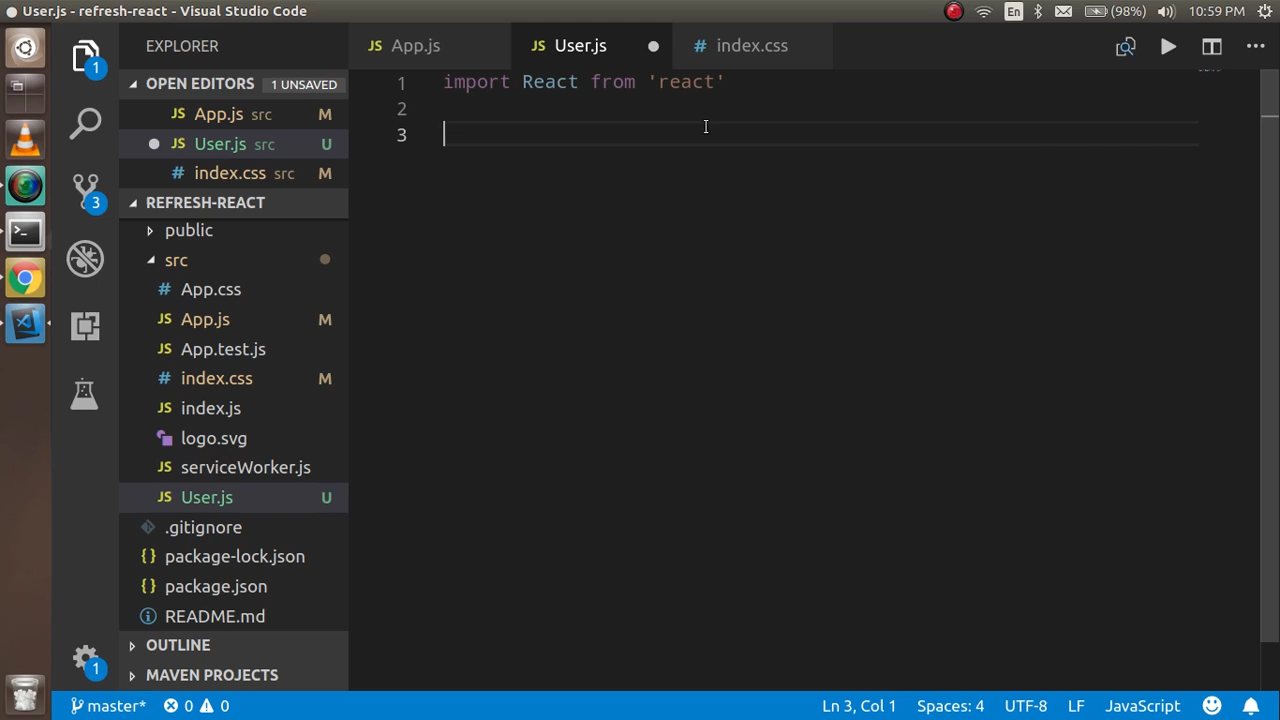 User.js - refresh-react - Visual Studio Code
En
(98%)
10:59 PM
EXPLORER
App.js
User.js
index.css
1
OPEN EDITORS 1 UNSAVED
App.js src M
User.js src U
index.css src M
3
REFRESH-REACT
public
src
App.css
App.js M
App.test.js
index.css M
index.js
logo.svg
serviceWorker.js
User.js U
.gitignore
package-lock.json
package.json
README.md
OUTLINE
MAVEN PROJECTS
1
1 import React from 'react'
2
3
master* 0 0
Ln 3, Col 1
Spaces: 4
UTF-8
LF
JavaScript